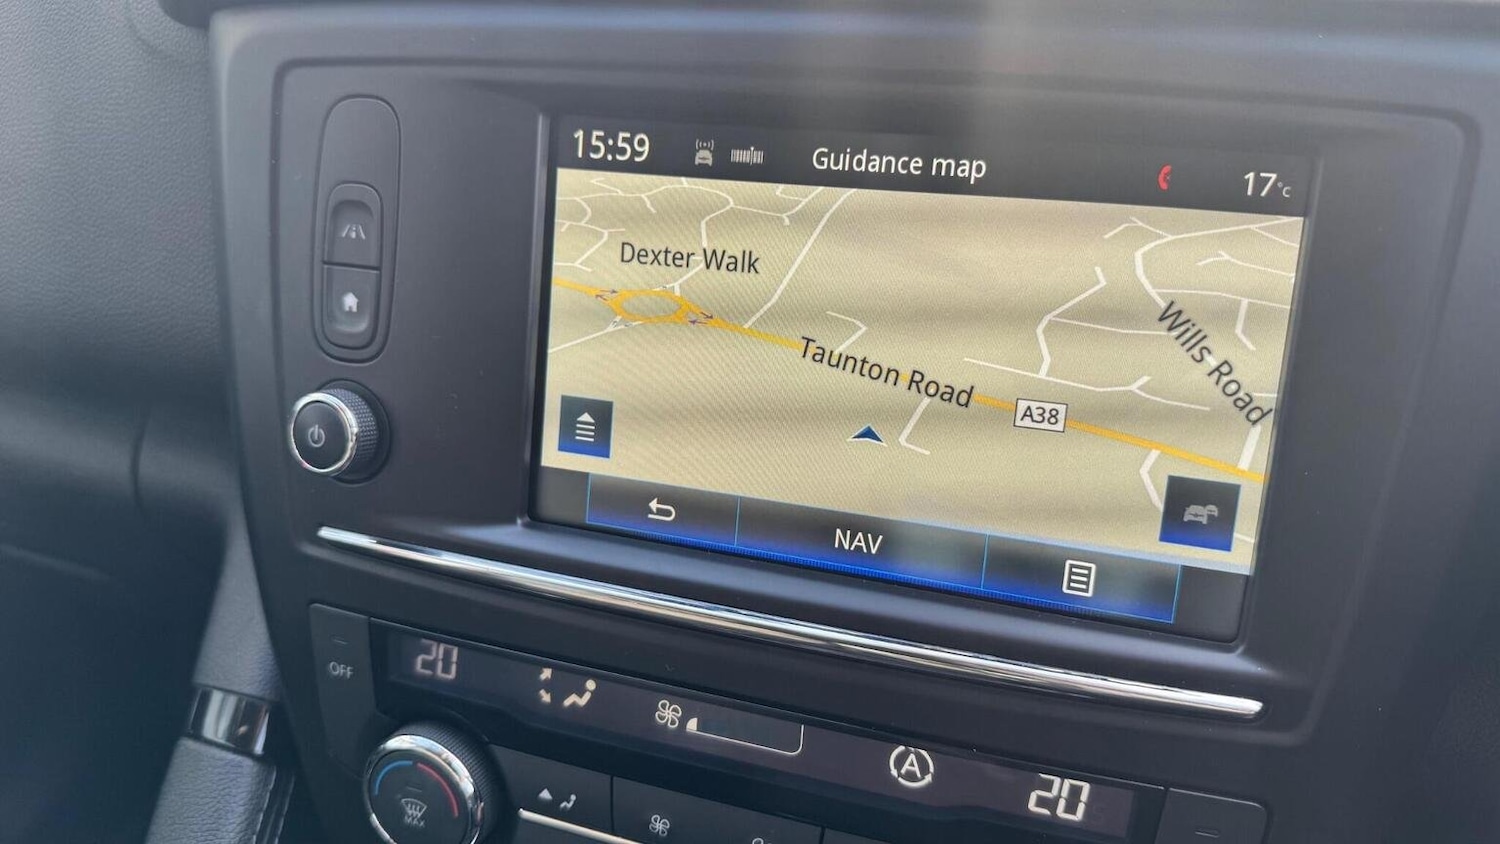 15:59
Guidance map
17°C
Dexter Walk
Wills Road
Taunton Road
A38
NAV
OFF
20
A
20
MAX